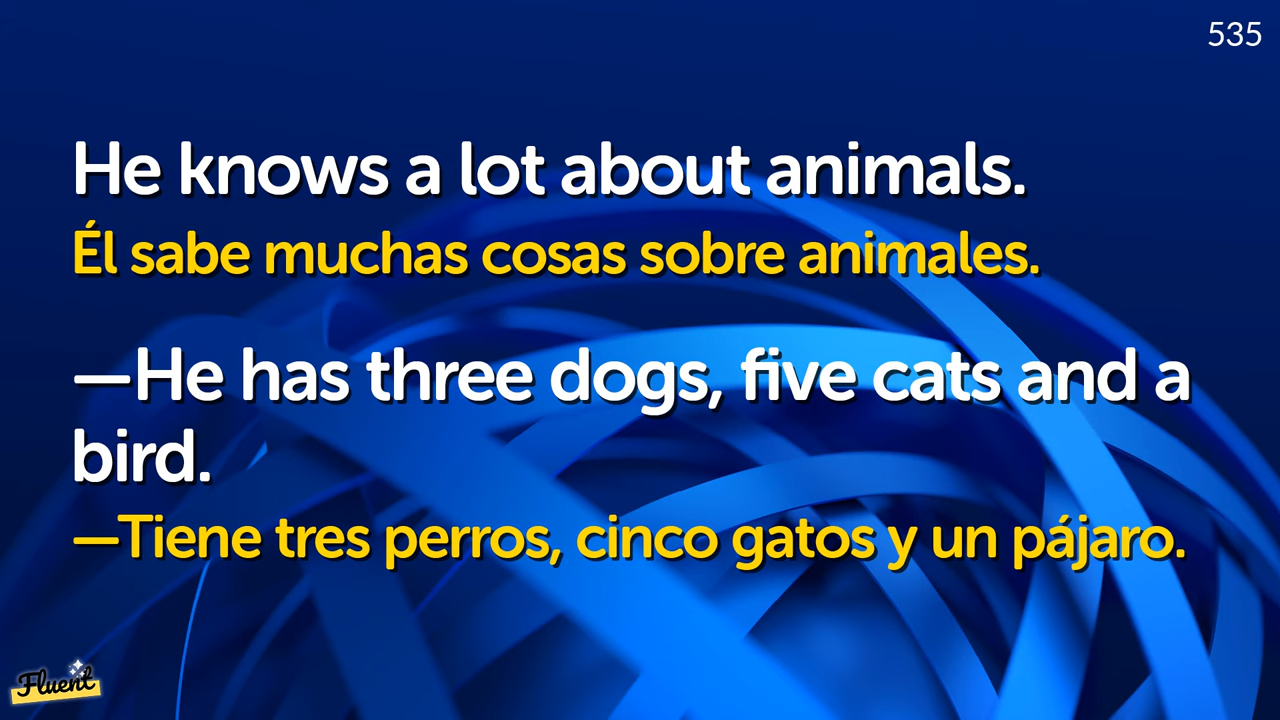 535
He knows a lot about animals.
Él sabe muchas cosas sobre animales.
—He has three dogs, five cats and a
bird.
—Tiene tres perros, cinco gatos y un pájaro.
Fluent